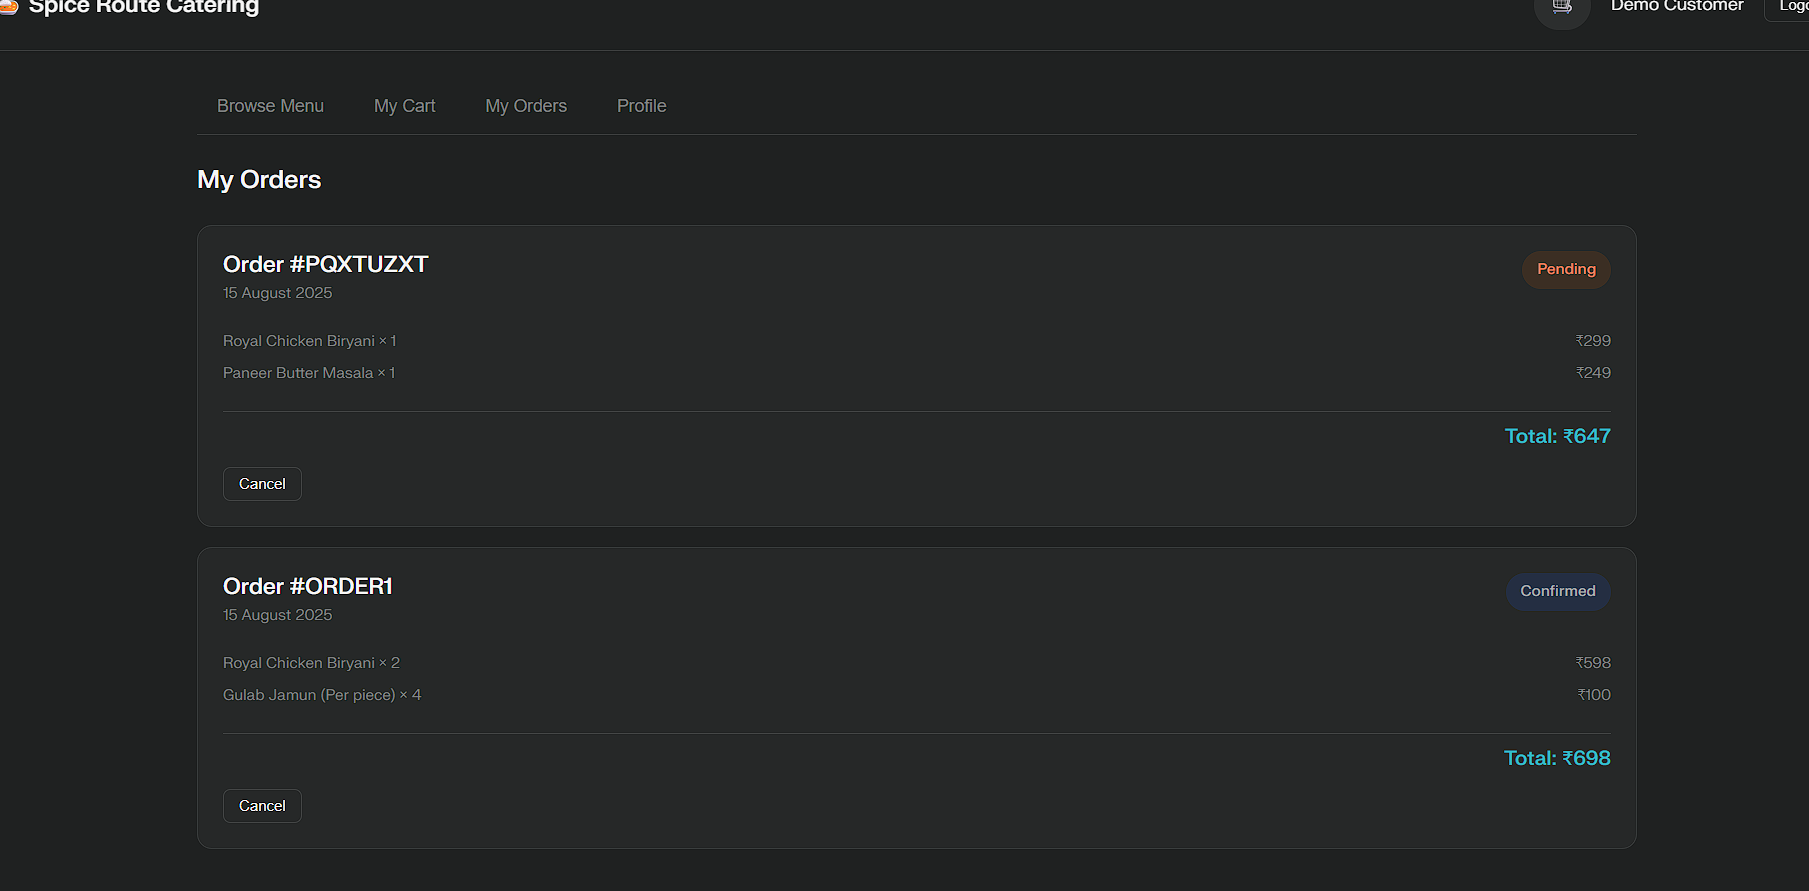 Spice Route Catering
Demo Customer
Browse Menu My Cart My Orders Profile
My Orders
Order #PQXTUZXT
Pending
15 August 2025
Royal Chicken Biryani × 1 ₹299
Paneer Butter Masala × 1 ₹249
Total: ₹647
Cancel
Order #ORDER1
Confirmed
15 August 2025
Royal Chicken Biryani × 2 ₹598
Gulab Jamun (Per piece) × 4 ₹100
Total: ₹698
Cancel